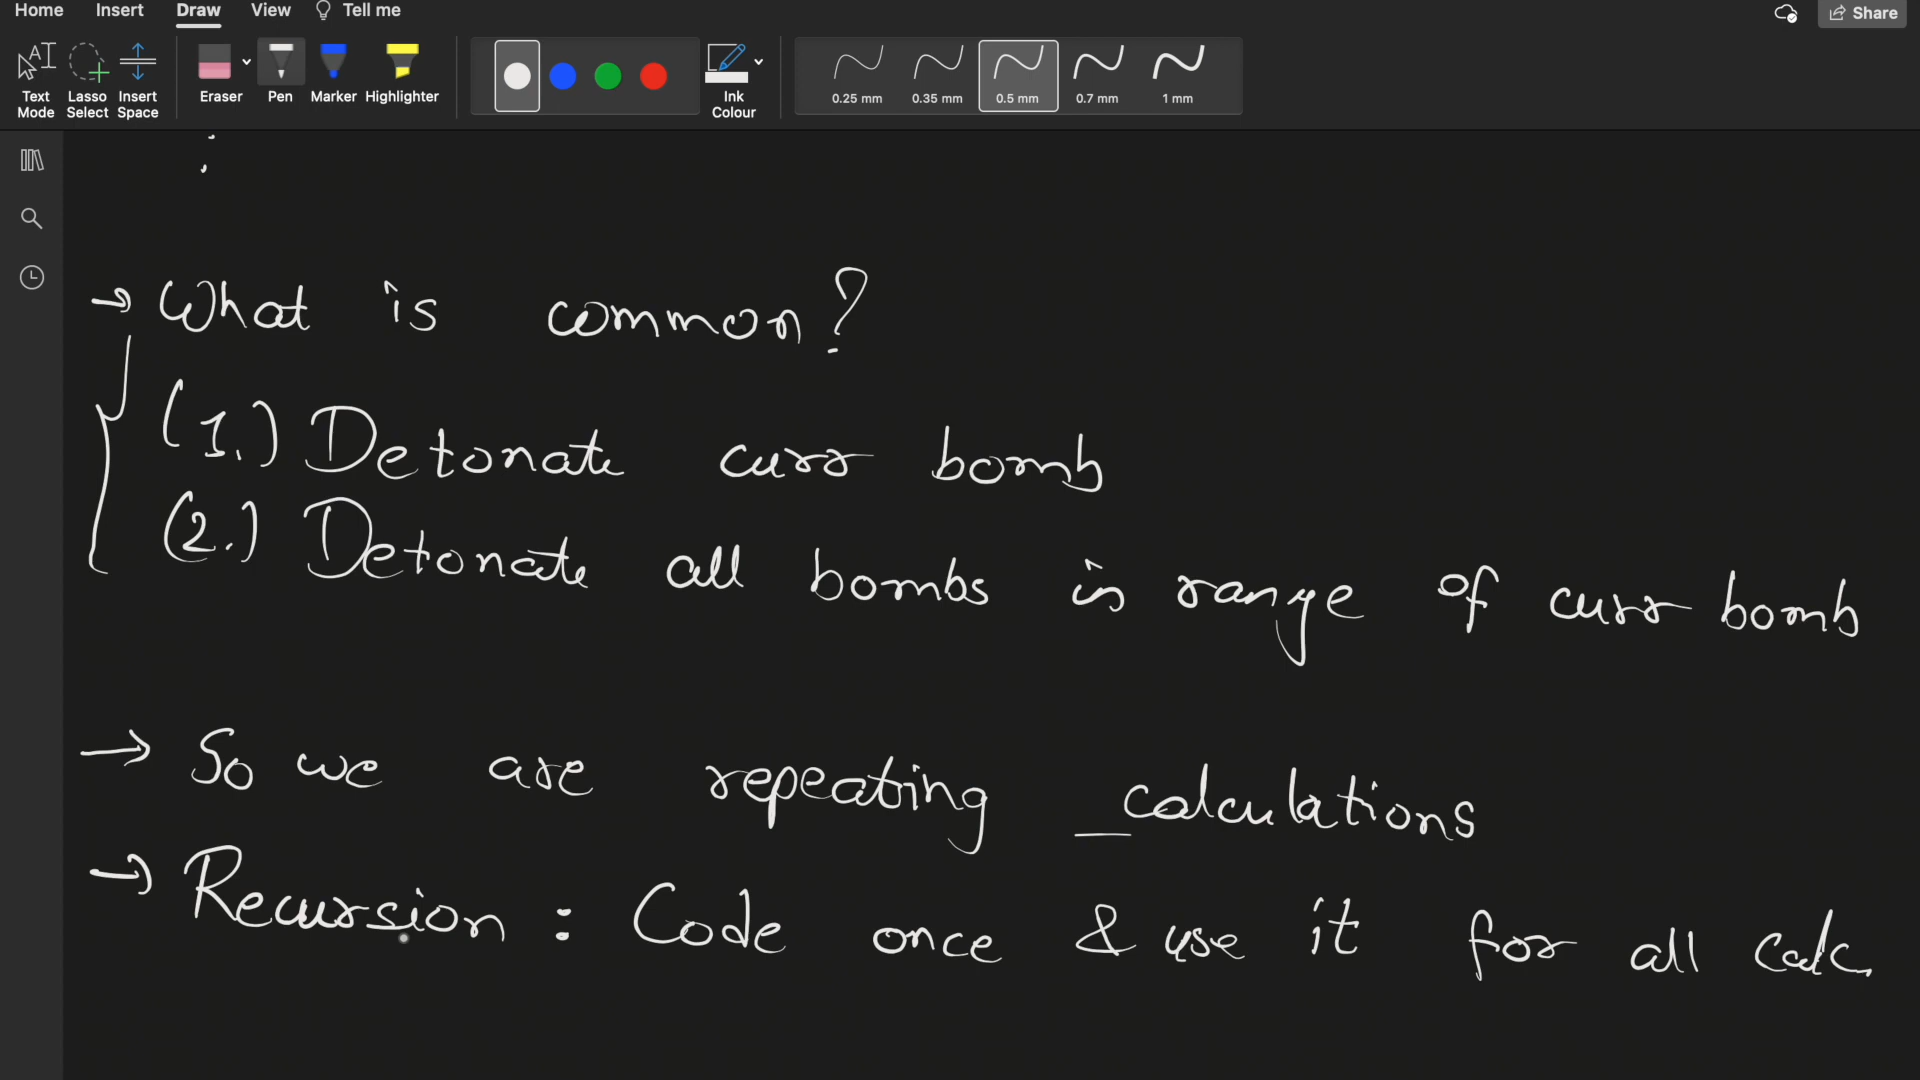 Home Insert Draw View Tell me Share
Text Mode Lasso Select Insert Space Eraser Pen Marker Highlighter Ink Colour 0.25 mm 0.35 mm 0.5 mm 0.7 mm 1 mm
→ What is common?
(1.) Detonate curr bomb
(2.) Detonate all bombs in range of curr bomb
→ So we are repeating calculations
→ Recursion : Code once & use it for all calc.